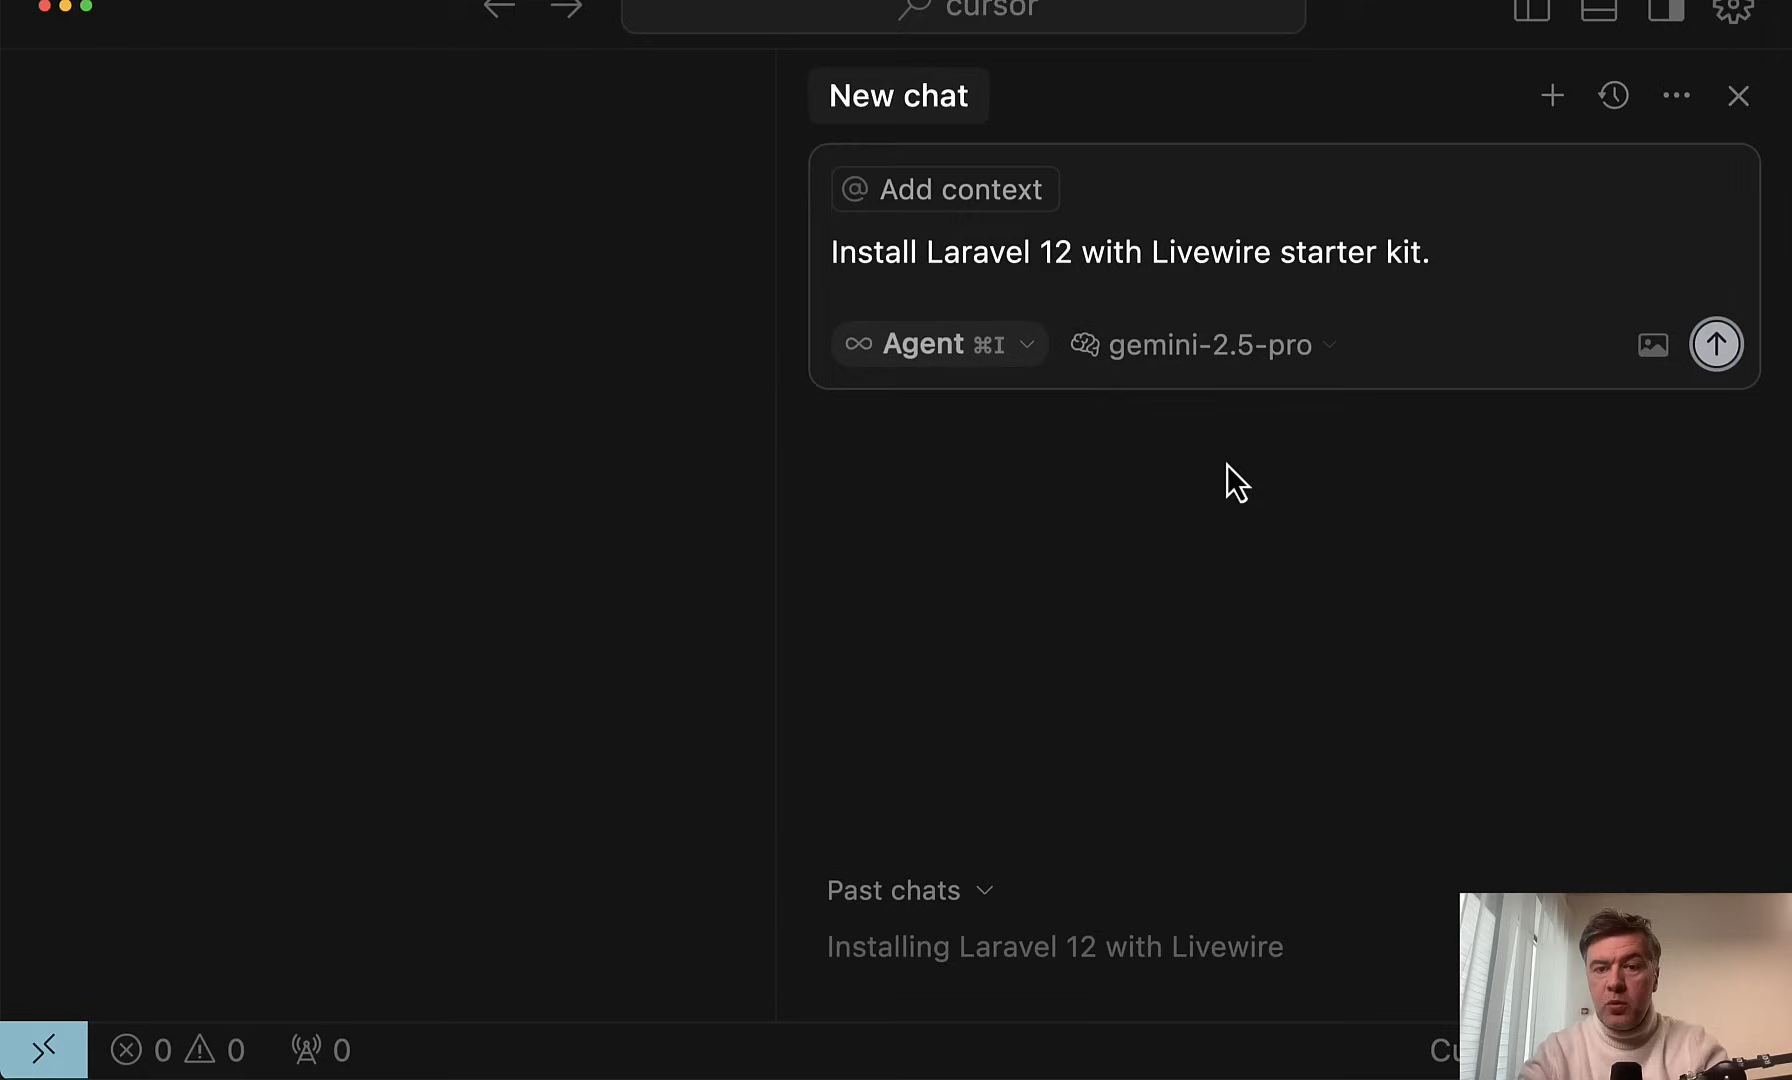 cursor
New chat
@ Add context
Install Laravel 12 with Livewire starter kit.
Agent ⌘I
gemini-2.5-pro
Past chats
Installing Laravel 12 with Livewire
0 0 0
Cu